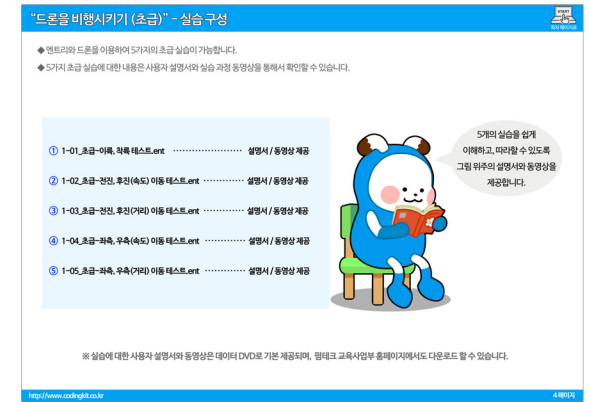 "드론을 비행시키기 (초급)" - 실습 구성
START
◆ 엔트리와 드론을 이용하여 5가지의 초급 실습이 가능합니다.
◆ 5가지 초급 실습에 대한 내용은 사용자 설명서와 실습 과정 동영상을 통해서 확인할 수 있습니다.
5개의 실습을 쉽게
이해하고, 따라할 수 있도록
그림 위주의 설명서와 동영상을
제공합니다.
① 1-01_초급-이륙, 착륙 테스트.ent ······················ 설명서 / 동영상 제공
② 1-02_초급-전진, 후진(속도) 이동 테스트.ent ············· 설명서 / 동영상 제공
③ 1-03_초급-전진, 후진(거리) 이동 테스트.ent ············· 설명서 / 동영상 제공
④ 1-04_초급-좌측, 우측(속도) 이동 테스트.ent ············· 설명서 / 동영상 제공
⑤ 1-05_초급-좌측, 우측(거리) 이동 테스트.ent ············· 설명서 / 동영상 제공
※ 실습에 대한 사용자 설명서와 동영상은 데이터 DVD로 기본 제공되며, 펌테크 교육사업부 홈페이지에서도 다운로드 할 수 있습니다.
http://www.codingkit.co.kr
4 페이지